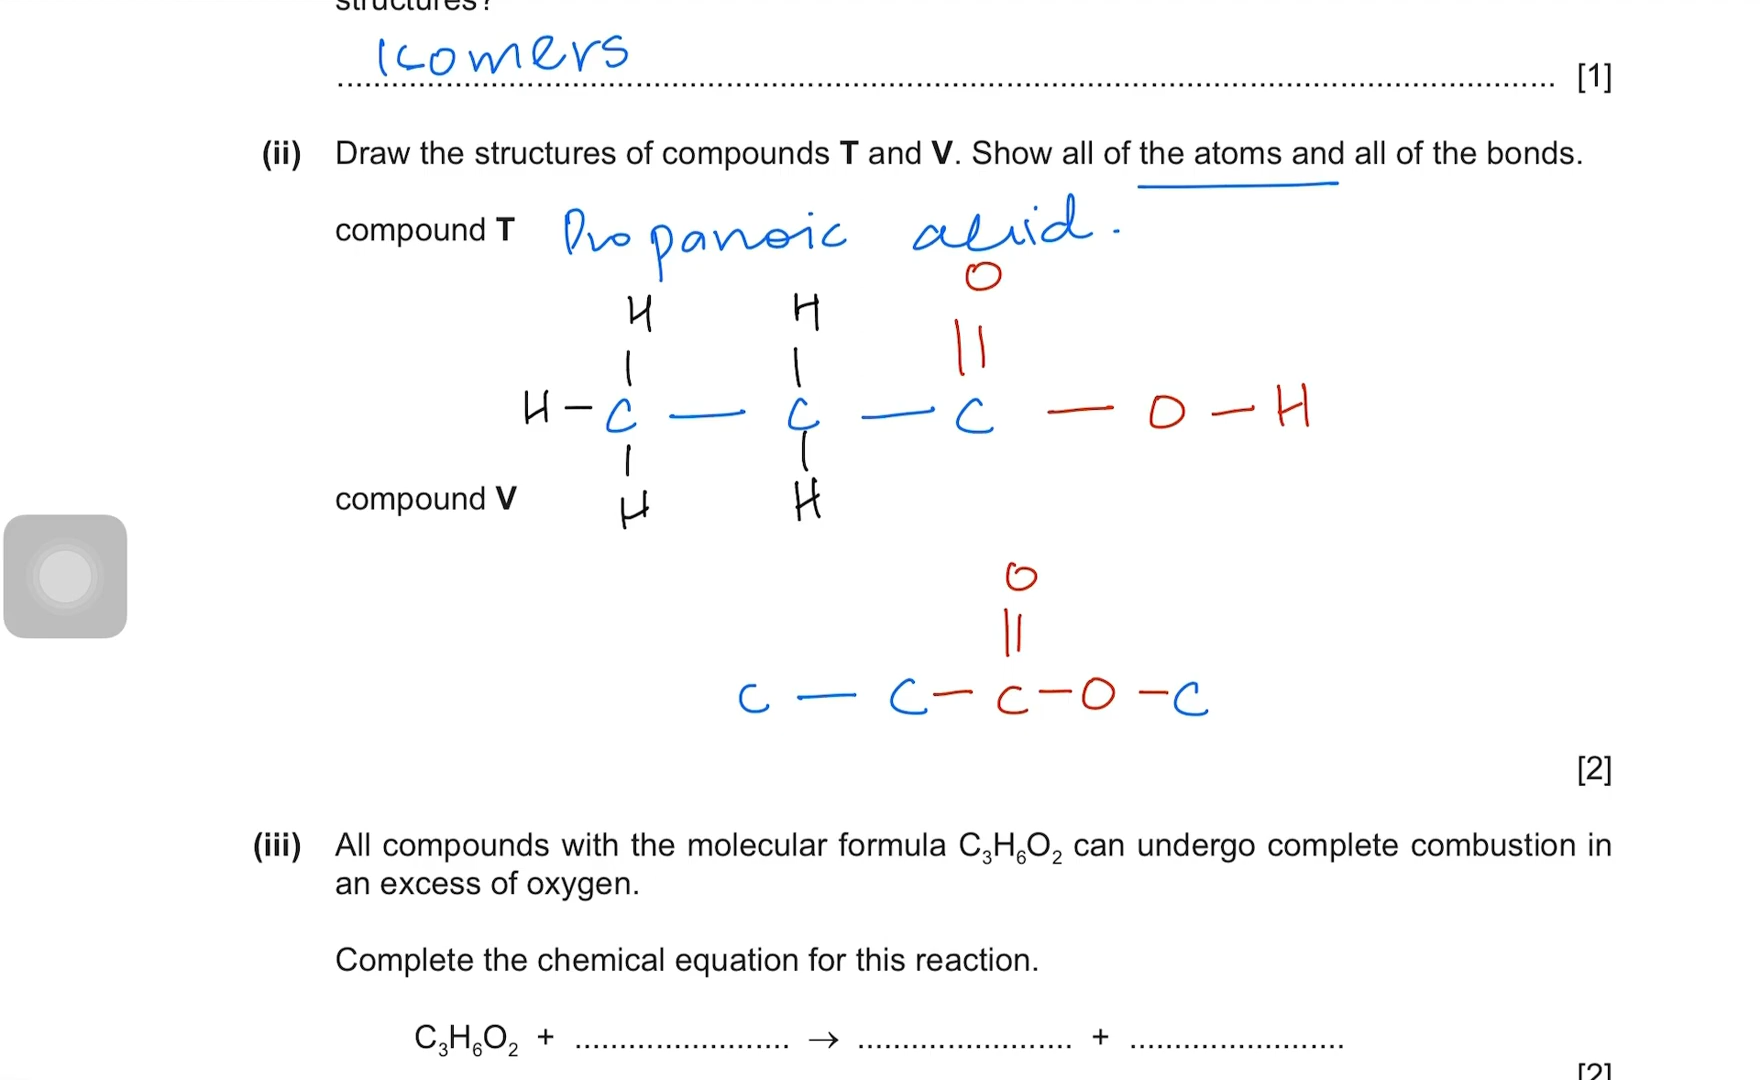 structures?
Isomers
[1]
(ii) Draw the structures of compounds T and V. Show all of the atoms and all of the bonds.
compound T Propanoic acid.
O
H H ||
| |
H – C — C — C — O – H
| |
compound V H H
O
||
C — C – C – O – C
[2]
(iii) All compounds with the molecular formula C₃H₆O₂ can undergo complete combustion in
an excess of oxygen.
Complete the chemical equation for this reaction.
C₃H₆O₂ + ........................ → ........................ + ........................
[2]